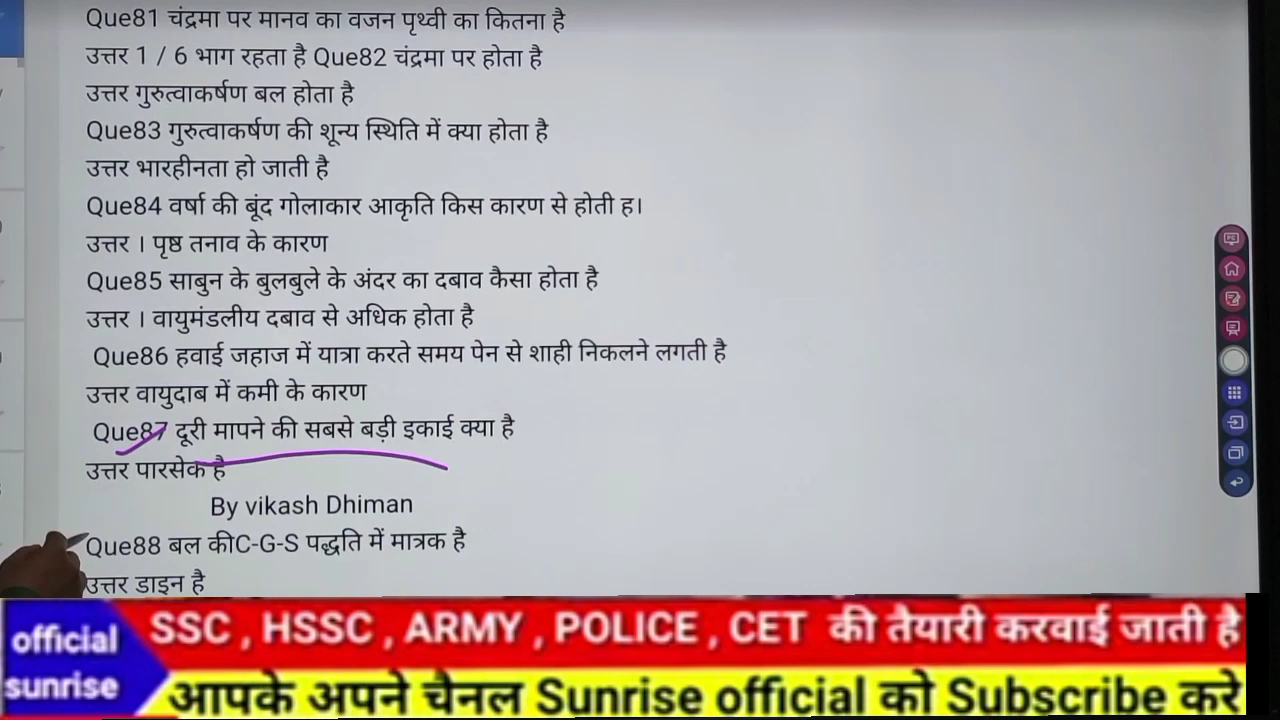 Que81 चंद्रमा पर मानव का वजन पृथ्वी का कितना है
उत्तर 1 / 6 भाग रहता है Que82 चंद्रमा पर होता है
उत्तर गुरुत्वाकर्षण बल होता है
Que83 गुरुत्वाकर्षण की शून्य स्थिति में क्या होता है
उत्तर भारहीनता हो जाती है
Que84 वर्षा की बूंद गोलाकार आकृति किस कारण से होती ह।
उत्तर । पृष्ठ तनाव के कारण
Que85 साबुन के बुलबुले के अंदर का दबाव कैसा होता है
उत्तर । वायुमंडलीय दबाव से अधिक होता है
Que86 हवाई जहाज में यात्रा करते समय पेन से शाही निकलने लगती है
उत्तर वायुदाब में कमी के कारण
Que87 दूरी मापने की सबसे बड़ी इकाई क्या है
उत्तर पारसेक है
By vikash Dhiman
Que88 बल कीC-G-S पद्धति में मात्रक है
उत्तर डाइन है
official sunrise
SSC , HSSC , ARMY , POLICE , CET की तैयारी करवाई जाती है
आपके अपने चैनल Sunrise official को Subscribe करे